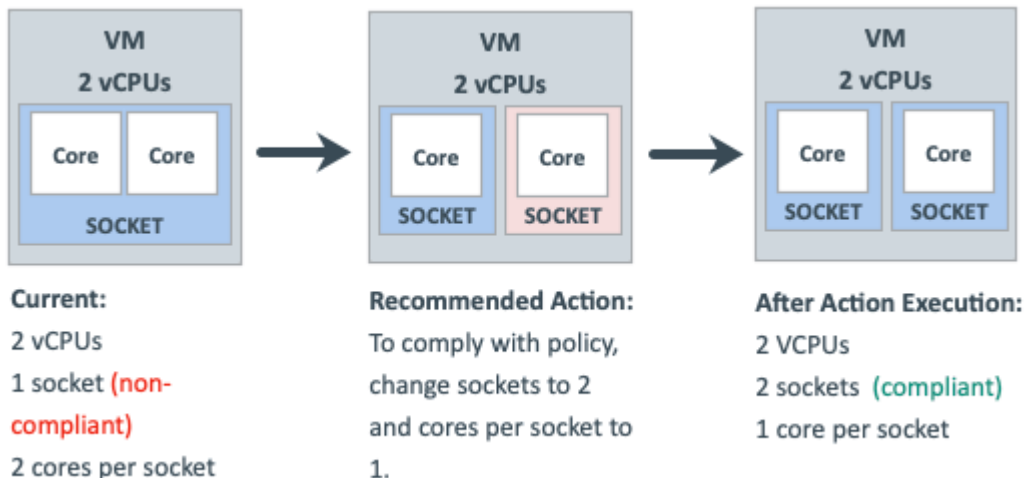 VM
2 vCPUs
Core
Core
SOCKET
VM
2 vCPUs
Core
SOCKET
Core
SOCKET
VM
2 vCPUs
Core
SOCKET
Core
SOCKET
Current:
2 vCPUs
1 socket (non-
compliant)
2 cores per socket
Recommended Action:
To comply with policy,
change sockets to 2
and cores per socket to
1.
After Action Execution:
2 VCPUs
2 sockets (compliant)
1 core per socket